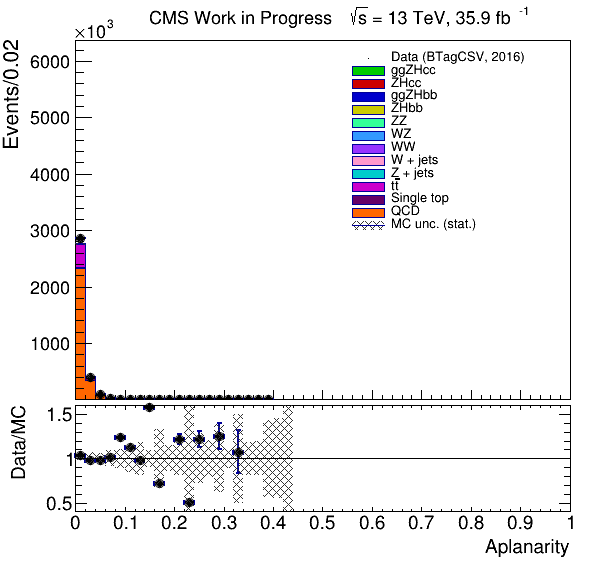 CMS Work in Progress √s = 13 TeV, 35.9 fb⁻¹
×10³
Events/0.02
6000
5000
4000
3000
2000
1000
Data (BTagCSV, 2016)
ggZHcc
ZHcc
ggZHbb
ZHbb
ZZ
WZ
WW
W + jets
Z + jets
tt̄
Single top
QCD
MC unc. (stat.)
Data/MC
1.5
1
0.5
0 0.1 0.2 0.3 0.4 0.5 0.6 0.7 0.8 0.9 1
Aplanarity